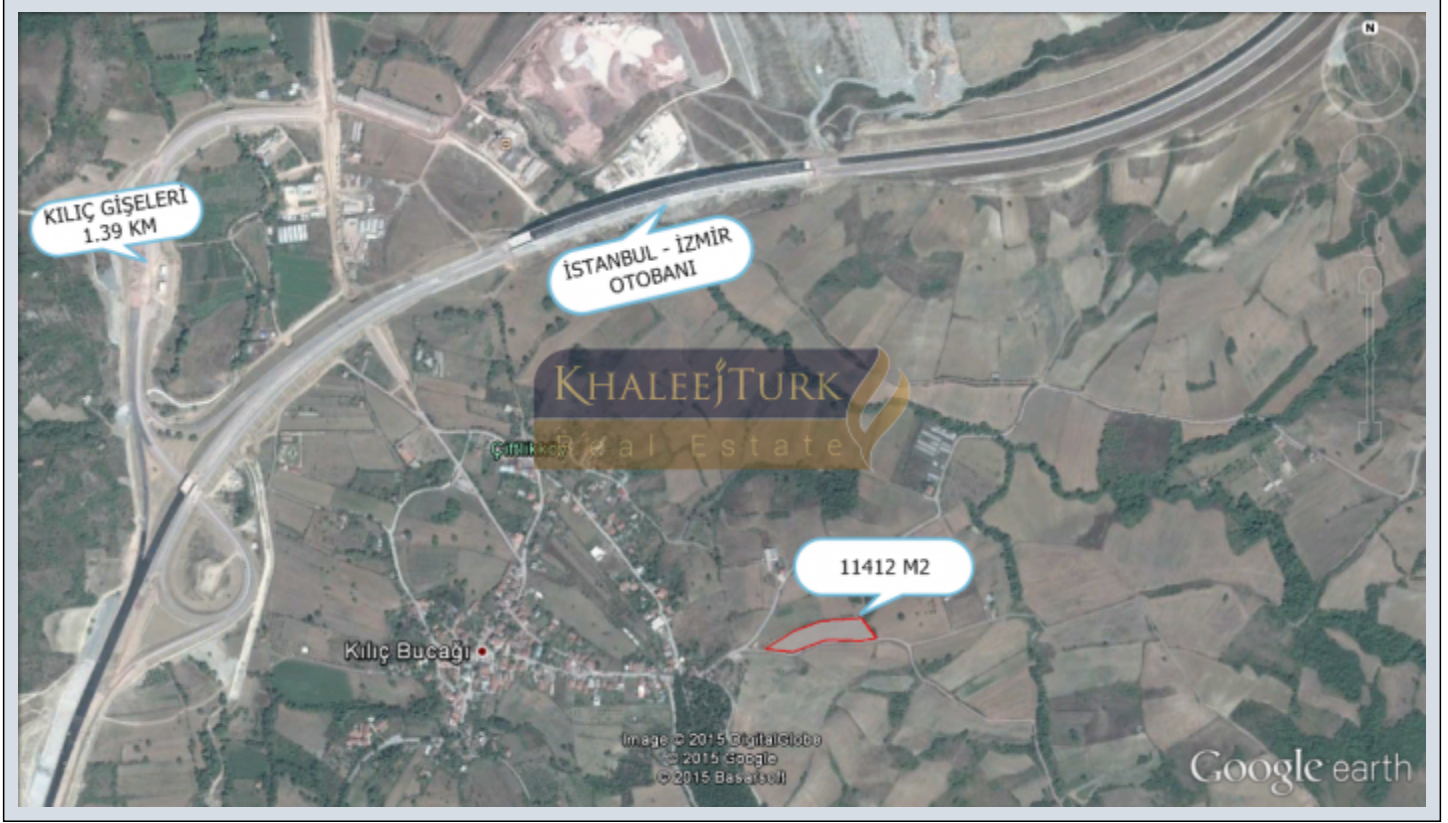 N
KILIÇ GİŞELERİ
1.39 KM
İSTANBUL - İZMİR
OTOBANI
KHALEEJTURK
Real Estate
Çiftlikköy
11412 M2
Kılıç Bucağı
Image © 2015 DigitalGlobe
© 2015 Google
© 2015 Basarsoft
Google earth